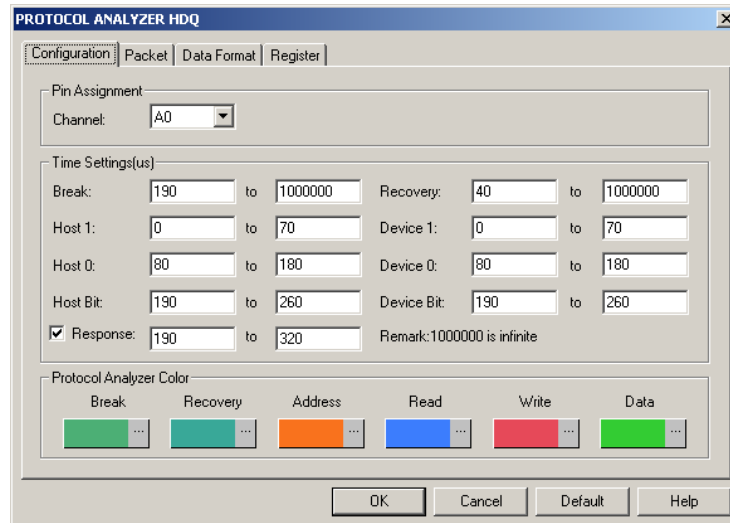 PROTOCOL ANALYZER HDQ
Configuration Packet Data Format Register
Pin Assignment
Channel: A0
Time Settings(us)
Break: 190 to 1000000 Recovery: 40 to 1000000
Host 1: 0 to 70 Device 1: 0 to 70
Host 0: 80 to 180 Device 0: 80 to 180
Host Bit: 190 to 260 Device Bit: 190 to 260
Response: 190 to 320 Remark:1000000 is infinite
Protocol Analyzer Color
Break Recovery Address Read Write Data
... ... ... ... ... ...
OK Cancel Default Help